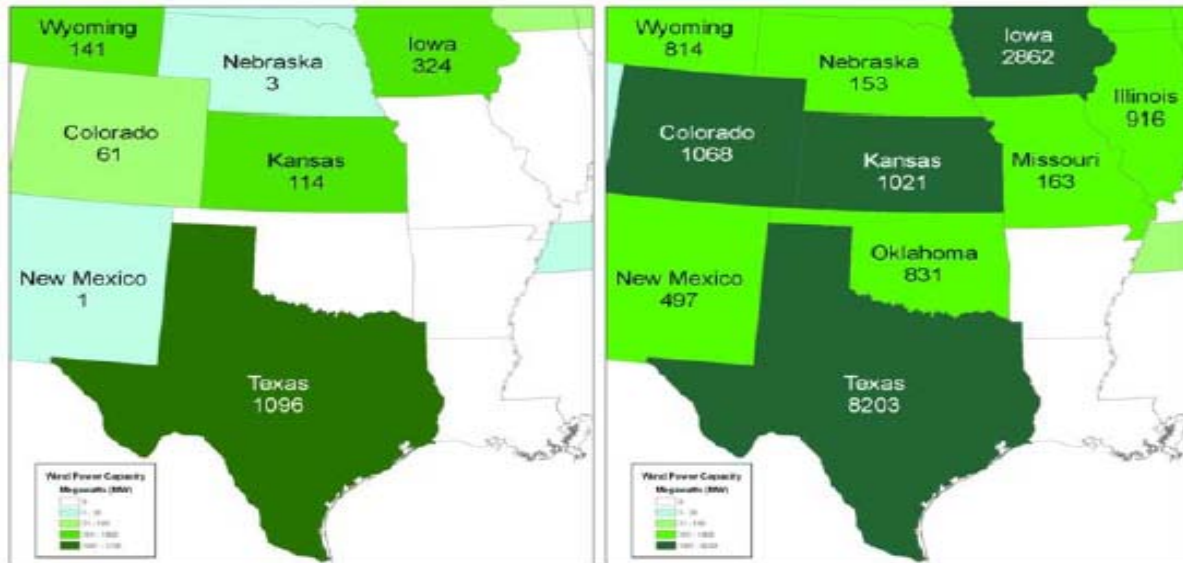 Wyoming
141
Nebraska
3
Iowa
324
Colorado
61
Kansas
114
New Mexico
1
Texas
1096
Wind Power Capacity
Megawatts (MW)
Wyoming
814
Nebraska
153
Iowa
2862
Illinois
916
Colorado
1068
Kansas
1021
Missouri
163
New Mexico
497
Oklahoma
831
Texas
8203
Wind Power Capacity
Megawatts (MW)